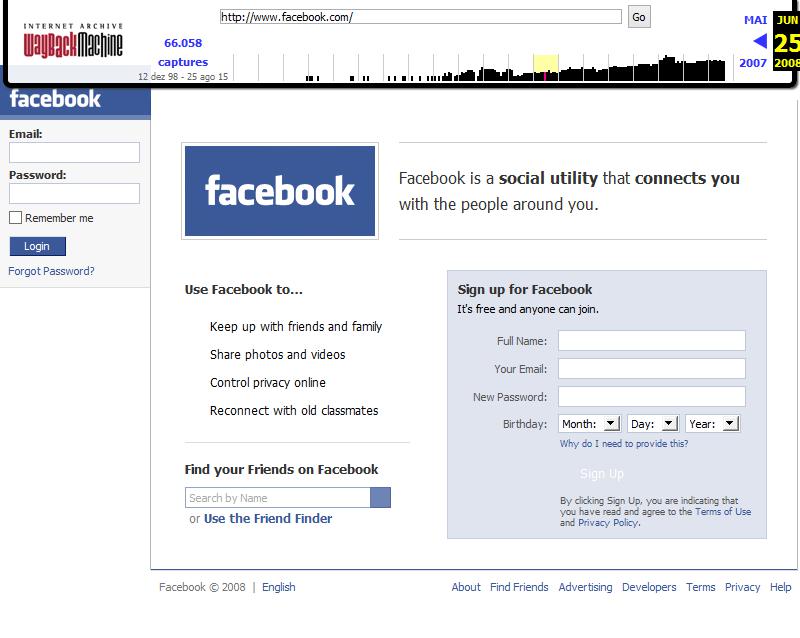 INTERNET ARCHIVE
WayBackMachine
http://www.facebook.com/
Go
66.058
captures
12 dez 98 - 25 ago 15
MAI
JUN
25
2007
2008
facebook
Email:
Password:
Remember me
Login
Forgot Password?
facebook
Facebook is a social utility that connects you
with the people around you.
Use Facebook to...
Keep up with friends and family
Share photos and videos
Control privacy online
Reconnect with old classmates
Find your Friends on Facebook
Search by Name
or Use the Friend Finder
Sign up for Facebook
It's free and anyone can join.
Full Name:
Your Email:
New Password:
Birthday: Month: Day: Year:
Why do I need to provide this?
Sign Up
By clicking Sign Up, you are indicating that
you have read and agree to the Terms of Use
and Privacy Policy.
Facebook © 2008 | English
About Find Friends Advertising Developers Terms Privacy Help